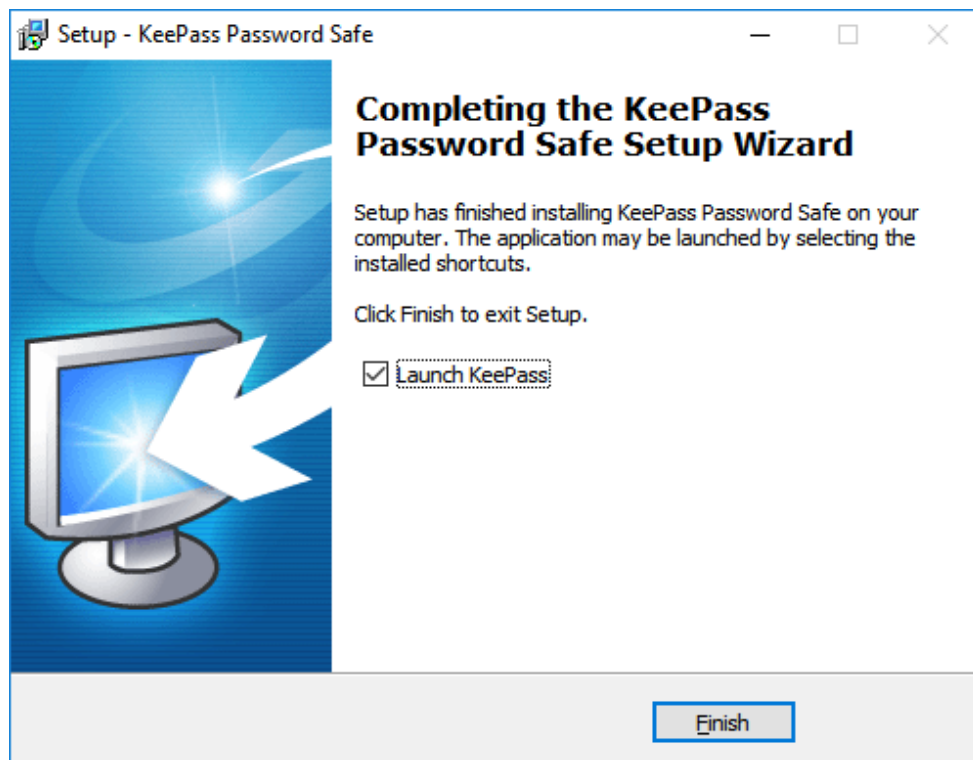 Setup - KeePass Password Safe
Completing the KeePass
Password Safe Setup Wizard
Setup has finished installing KeePass Password Safe on your
computer. The application may be launched by selecting the
installed shortcuts.
Click Finish to exit Setup.
Launch KeePass
Finish